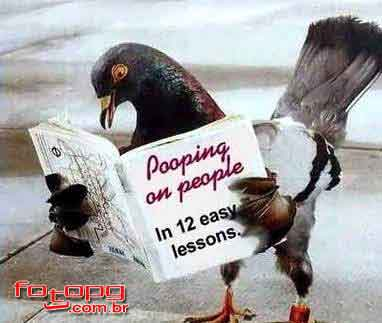 Pooping
on people
In 12 easy
lessons.
fotopg
.com.br